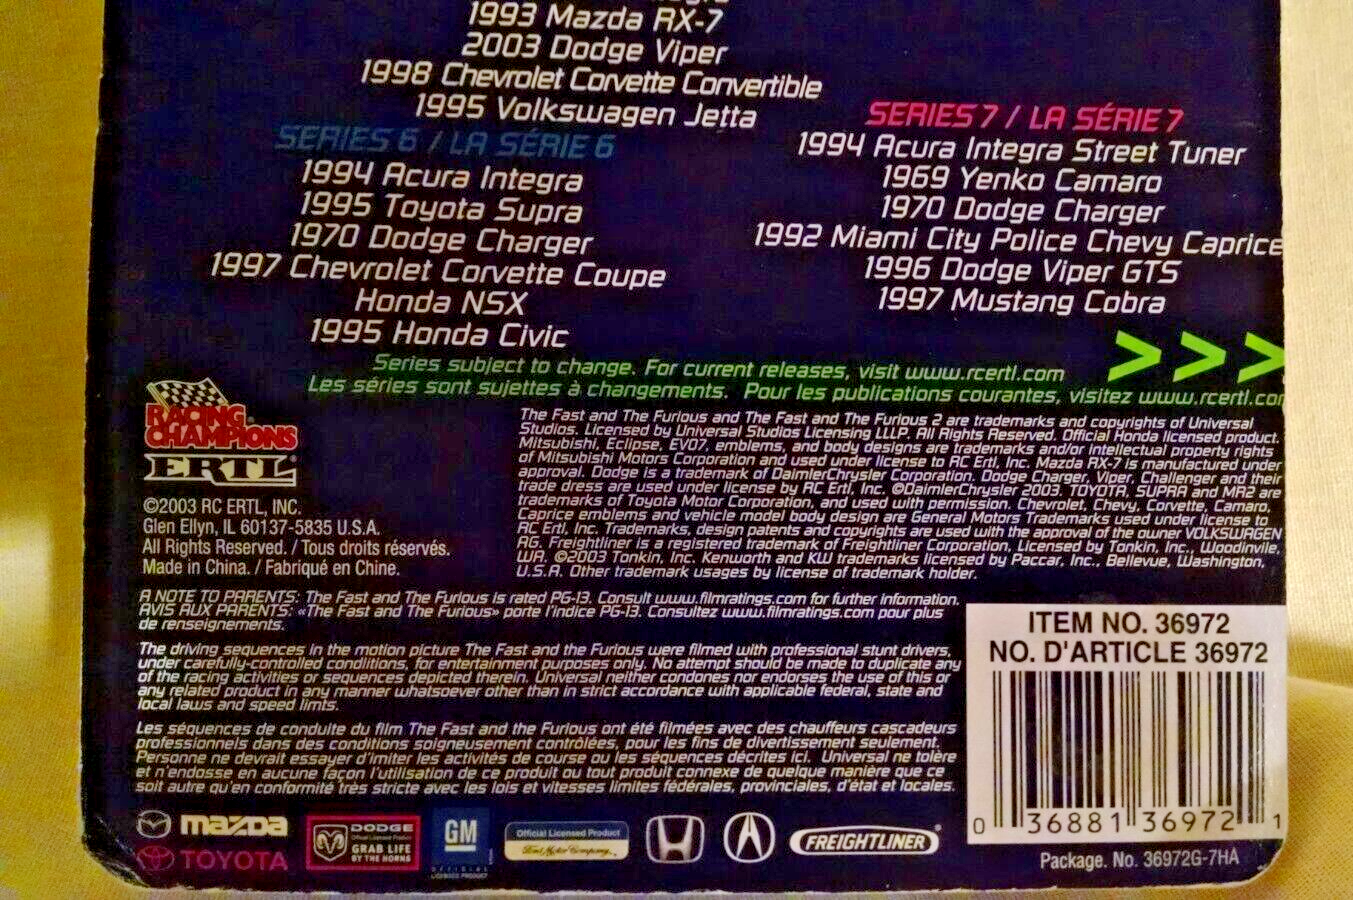 1993 Mazda RX-7
2003 Dodge Viper
1998 Chevrolet Corvette Convertible
1995 Volkswagen Jetta
SERIES 6 / LA SÉRIE 6
1994 Acura Integra
1995 Toyota Supra
1970 Dodge Charger
1997 Chevrolet Corvette Coupe
Honda NSX
1995 Honda Civic
SERIES 7 / LA SÉRIE 7
1994 Acura Integra Street Tuner
1969 Yenko Camaro
1970 Dodge Charger
1992 Miami City Police Chevy Caprice
1996 Dodge Viper GTS
1997 Mustang Cobra
>>>
Series subject to change. For current releases, visit www.rcertl.com
Les séries sont sujettes à changements. Pour les publications courantes, visitez www.rcertl.com
RACING
CHAMPIONS
ERTL
©2003 RC ERTL, INC.
Glen Ellyn, IL 60137-5835 U.S.A.
All Rights Reserved. / Tous droits réservés.
Made in China. / Fabriqué en Chine.
The Fast and The Furious and The Fast and The Furious 2 are trademarks and copyrights of Universal
Studios. Licensed by Universal Studios Licensing LLLP. All Rights Reserved. Official Honda licensed product.
Mitsubishi, Eclipse, EVO7, emblems, and body designs are trademarks and/or intellectual property rights
of Mitsubishi Motors Corporation and used under license to RC Ertl, Inc. Mazda RX-7 is manufactured under
approval. Dodge is a trademark of DaimlerChrysler Corporation. Dodge Charger, Viper, Challenger and their
trade dress are used under license by RC Ertl, Inc. ©DaimlerChrysler 2003. TOYOTA, SUPRA and MR2 are
trademarks of Toyota Motor Corporation, and used with permission. Chevrolet, Chevy, Corvette, Camaro,
Caprice emblems and vehicle model body design are General Motors Trademarks used under license to
RC Ertl, Inc. Trademarks, design patents and copyrights are used with the approval of the owner VOLKSWAGEN
AG. Freightliner is a registered trademark of Freightliner Corporation, Licensed by Tonkin, Inc., Woodinvile,
WA. ©2003 Tonkin, Inc. Kenworth and KW trademarks licensed by Paccar, Inc., Bellevue, Washington,
U.S.A. Other trademark usages by license of trademark holder.
A NOTE TO PARENTS: The Fast and The Furious is rated PG-13. Consult www.filmratings.com for further information.
AVIS AUX PARENTS: «The Fast and The Furious» porte l'indice PG-13. Consultez www.filmratings.com pour plus
de renseignements.
The driving sequences in the motion picture The Fast and the Furious were filmed with professional stunt drivers,
under carefully-controlled conditions, for entertainment purposes only. No attempt should be made to duplicate any
of the racing activities or sequences depicted therein. Universal neither condones nor endorses the use of this or
any related product in any manner whatsoever other than in strict accordance with applicable federal, state and
local laws and speed limts.
Les séquences de conduite du film The Fast and the Furious ont été filmées avec des chauffeurs cascadeurs
professionnels dans des conditions soigneusement contrôlées, pour les fins de divertissement seulement.
Personne ne devrait essayer d'imiter les activités de course ou les séquences décrites ici. Universal ne tolère
et n'endosse en aucune façon l'utilisation de ce produit ou tout produit connexe de quelque manière que ce
soit autre qu'en conformité très stricte avec les lois et vitesses limites fédérales, provinciales, d'état et locales.
ITEM NO. 36972
NO. D'ARTICLE 36972
0 36881 36972 1
Package. No. 36972G-7HA
mazda
TOYOTA
DODGE
Official Licensed Product
GRAB LIFE
BY THE HORNS
GM
OFFICIAL
LICENSED PRODUCT
Official Licensed Product
Ford Motor Company
FREIGHTLINER